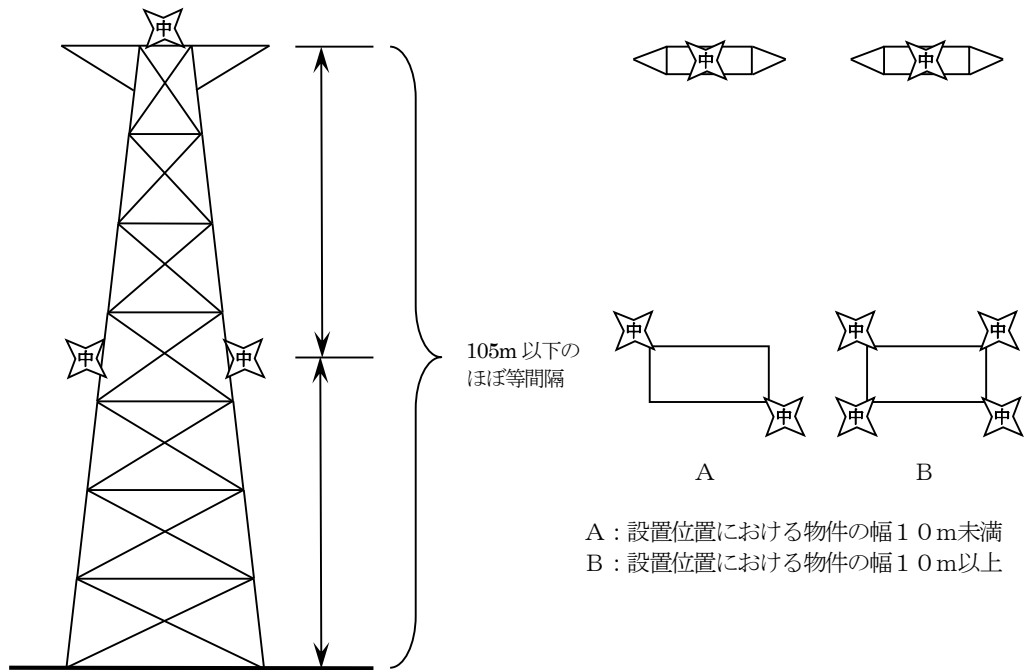 中
中
中
中
中
105m 以下の
ほぼ等間隔
中
中
中
中
中
中
A
B
A：設置位置における物件の幅１０ｍ未満
B：設置位置における物件の幅１０ｍ以上